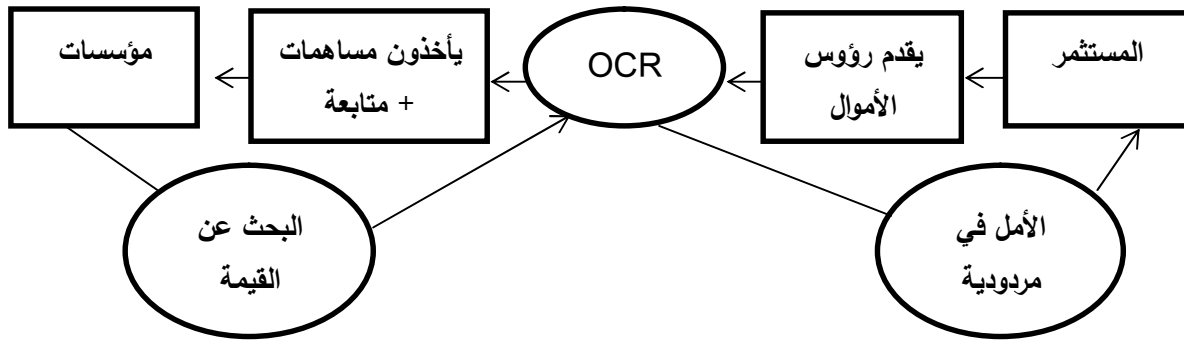 المستثمر
يقدم رؤوس
الأموال
OCR
يأخذون مساهمات
+ متابعة
مؤسسات
الأمل في
مردودية
البحث عن
القيمة